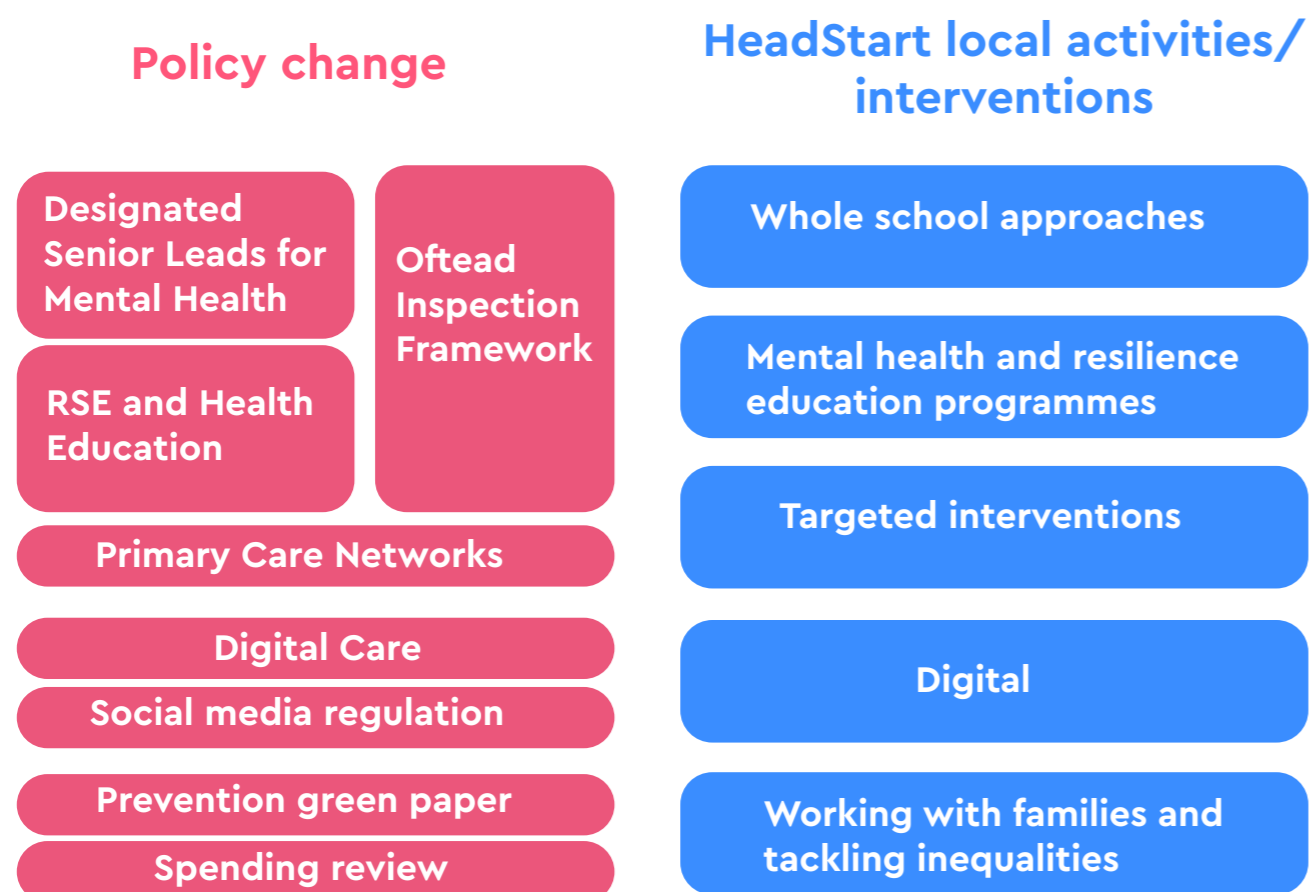 Policy change
Designated
Senior Leads for
Mental Health
Oftead
Inspection
Framework
RSE and Health
Education
Primary Care Networks
Digital Care
Social media regulation
Prevention green paper
Spending review
HeadStart local activities/
interventions
Whole school approaches
Mental health and resilience
education programmes
Targeted interventions
Digital
Working with families and
tackling inequalities